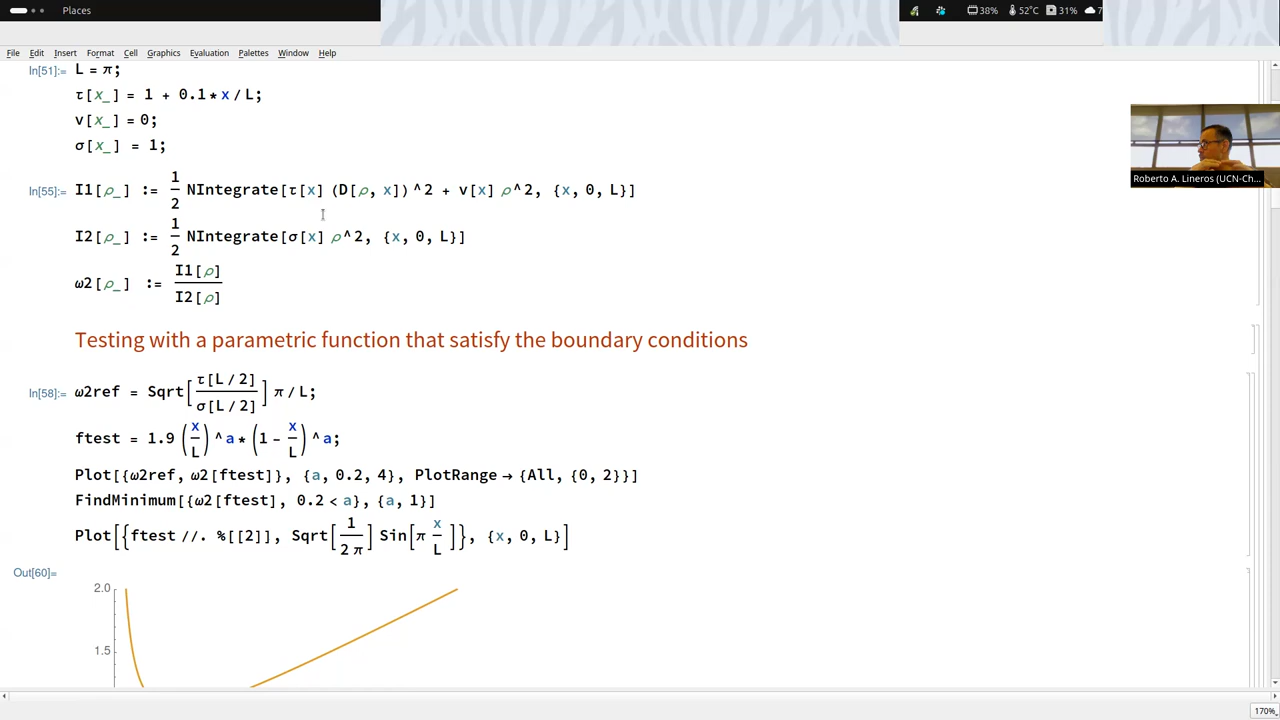 Places
38% 52°C 31% 7
File Edit Insert Format Cell Graphics Evaluation Palettes Window Help
In[51]:= L = π;
τ[x_] = 1 + 0.1*x/L;
v[x_] = 0;
σ[x_] = 1;
In[55]:= I1[ρ_] := 1/2 NIntegrate[τ[x] (D[ρ, x])^2 + v[x] ρ^2, {x, 0, L}]
I2[ρ_] := 1/2 NIntegrate[σ[x] ρ^2, {x, 0, L}]
ω2[ρ_] := I1[ρ]/I2[ρ]
Roberto A. Lineros (UCN-Ch...
Testing with a parametric function that satisfy the boundary conditions
In[58]:= ω2ref = Sqrt[τ[L/2]/σ[L/2]] π/L;
ftest = 1.9 (x/L)^a*(1-x/L)^a;
Plot[{ω2ref, ω2[ftest]}, {a, 0.2, 4}, PlotRange→{All, {0, 2}}]
FindMinimum[{ω2[ftest], 0.2 < a}, {a, 1}]
Plot[{ftest //. %[[2]], Sqrt[1/2π] Sin[π x/L]}, {x, 0, L}]
Out[60]=
2.0
1.5
170%